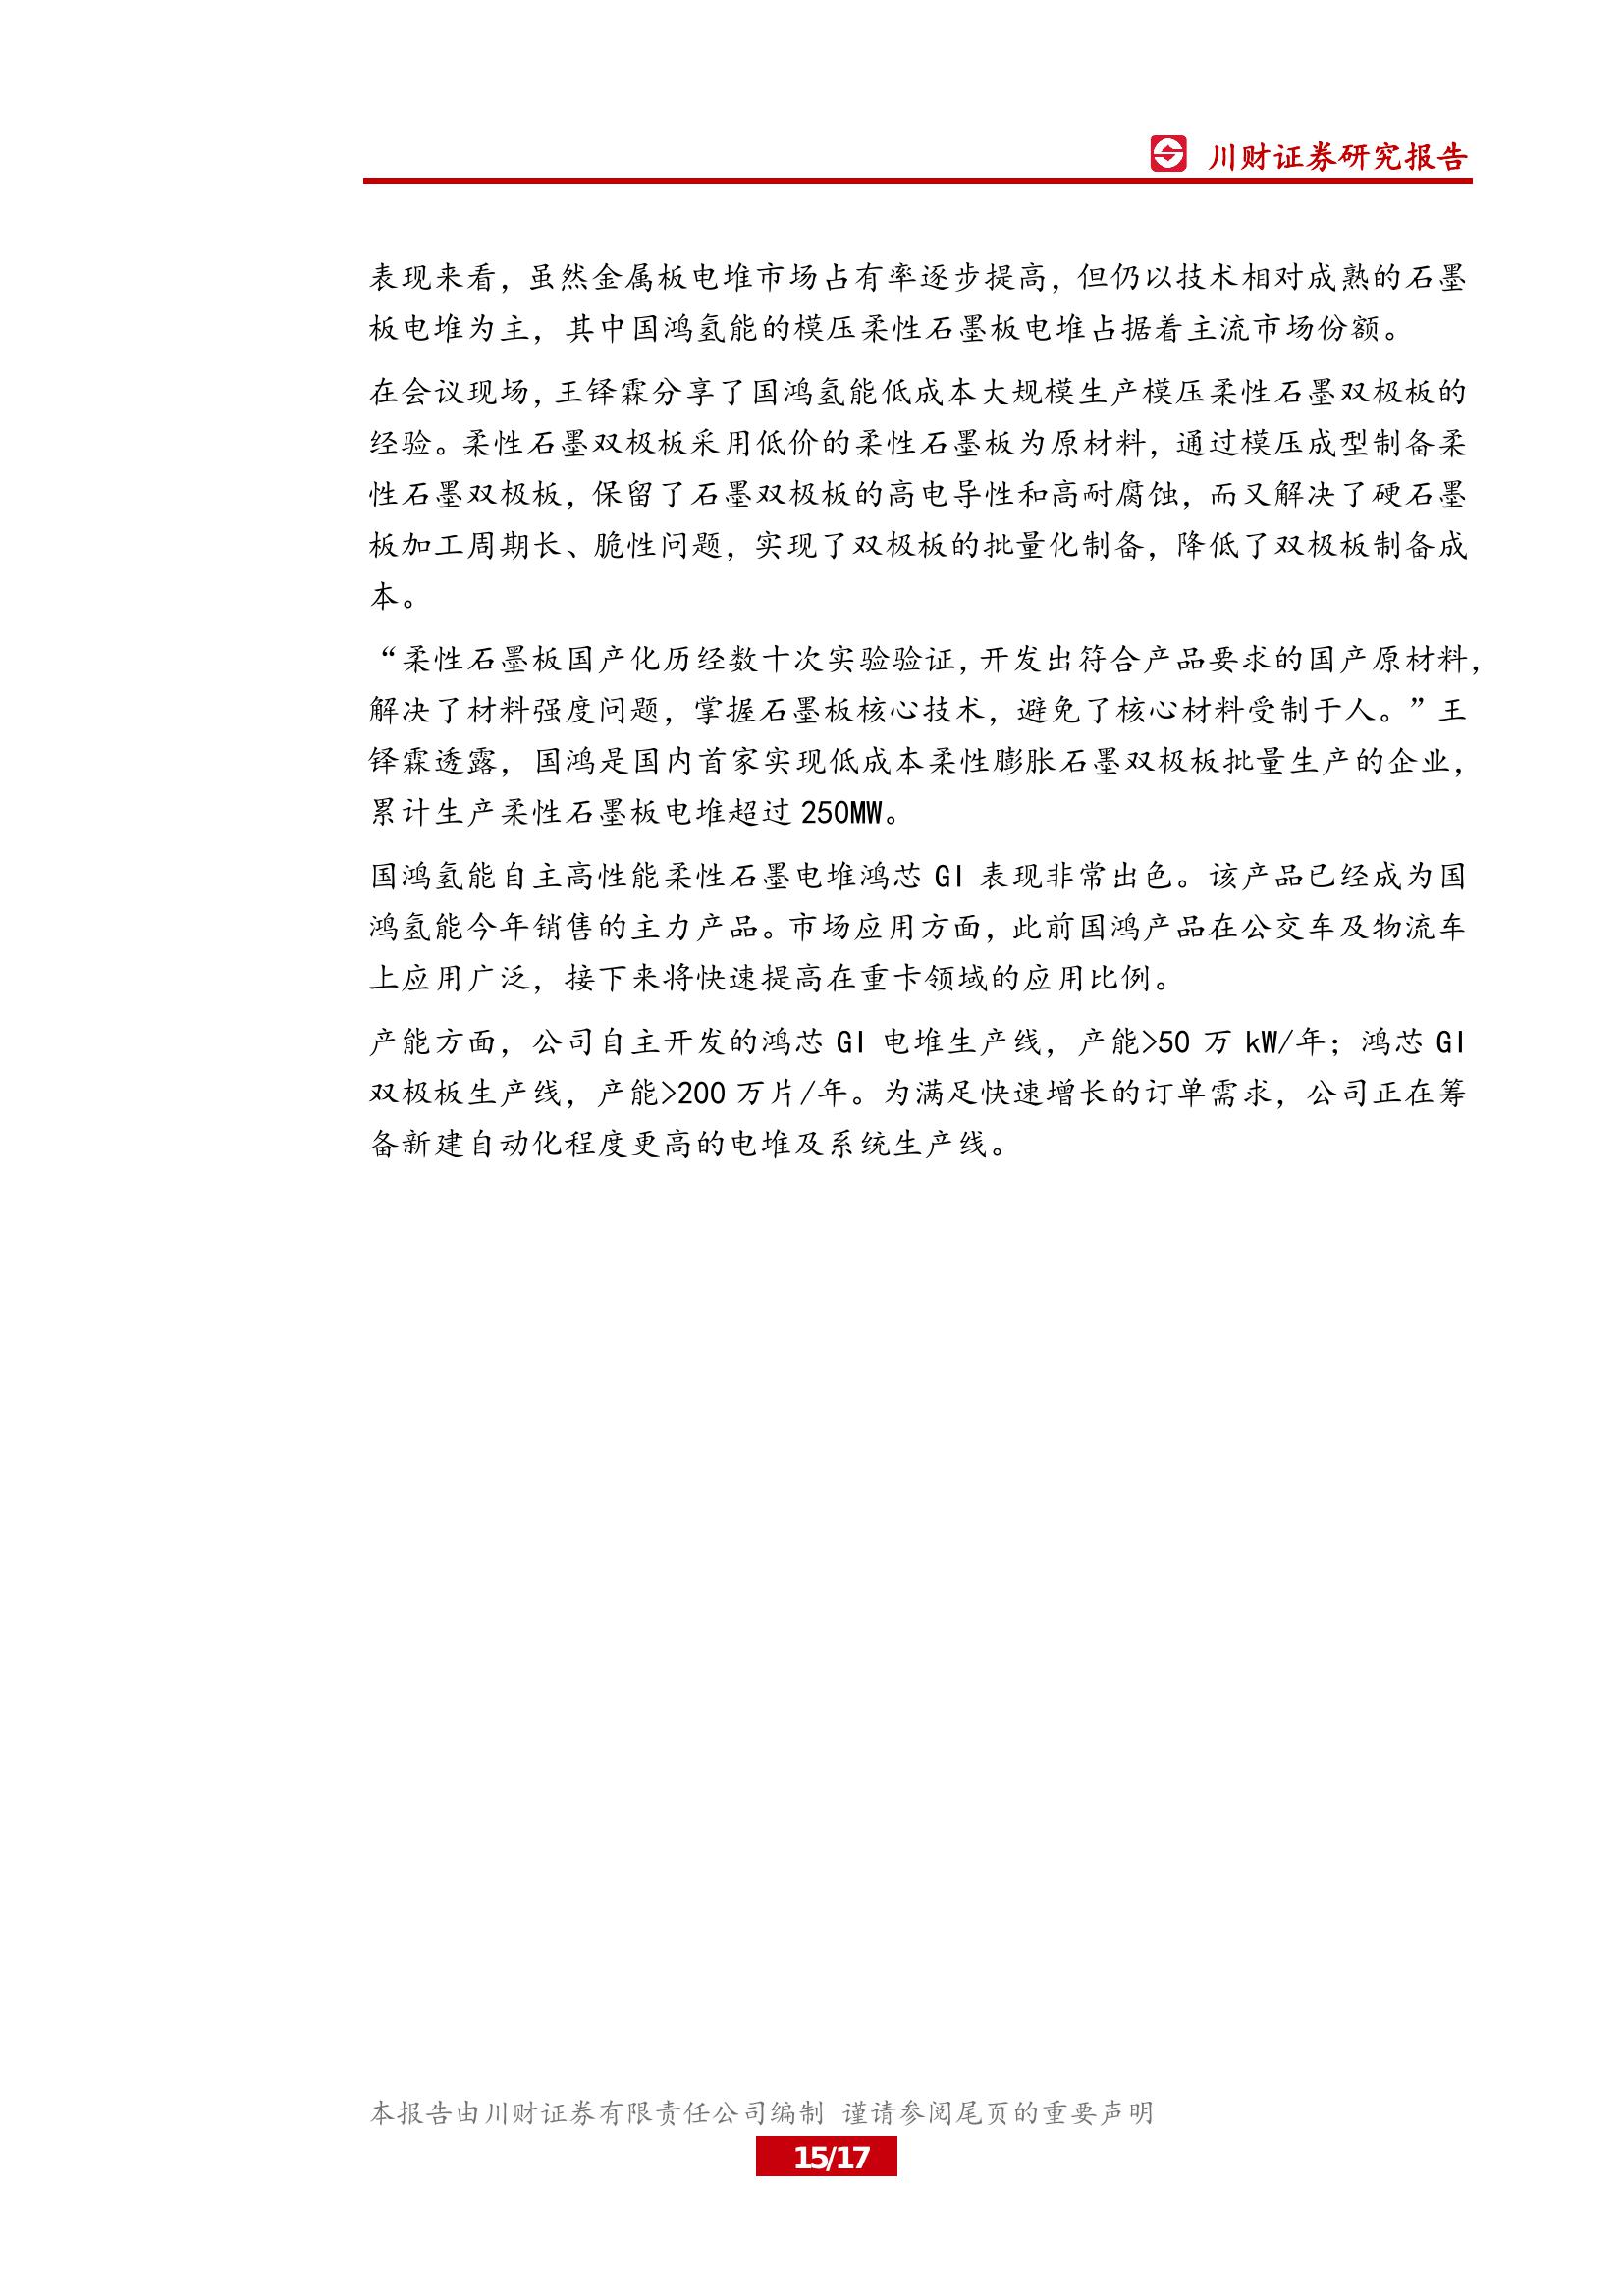 川财证券研究报告
表现来看，虽然金属板电堆市场占有率逐步提高，但仍以技术相对成熟的石墨
板电堆为主，其中国鸿氢能的模压柔性石墨板电堆占据着主流市场份额。
在会议现场，王铎霖分享了国鸿氢能低成本大规模生产模压柔性石墨双极板的
经验。柔性石墨双极板采用低价的柔性石墨板为原材料，通过模压成型制备柔
性石墨双极板，保留了石墨双极板的高电导性和高耐腐蚀，而又解决了硬石墨
板加工周期长、脆性问题，实现了双极板的批量化制备，降低了双极板制备成
本。
“柔性石墨板国产化历经数十次实验验证，开发出符合产品要求的国产原材料，
解决了材料强度问题，掌握石墨板核心技术，避免了核心材料受制于人。”王
铎霖透露，国鸿是国内首家实现低成本柔性膨胀石墨双极板批量生产的企业，
累计生产柔性石墨板电堆超过 250MW。
国鸿氢能自主高性能柔性石墨电堆鸿芯 GI 表现非常出色。该产品已经成为国
鸿氢能今年销售的主力产品。市场应用方面，此前国鸿产品在公交车及物流车
上应用广泛，接下来将快速提高在重卡领域的应用比例。
产能方面，公司自主开发的鸿芯 GI 电堆生产线，产能>50 万 kW/年；鸿芯 GI
双极板生产线，产能>200 万片/年。为满足快速增长的订单需求，公司正在筹
备新建自动化程度更高的电堆及系统生产线。
本报告由川财证券有限责任公司编制 谨请参阅尾页的重要声明
15/17